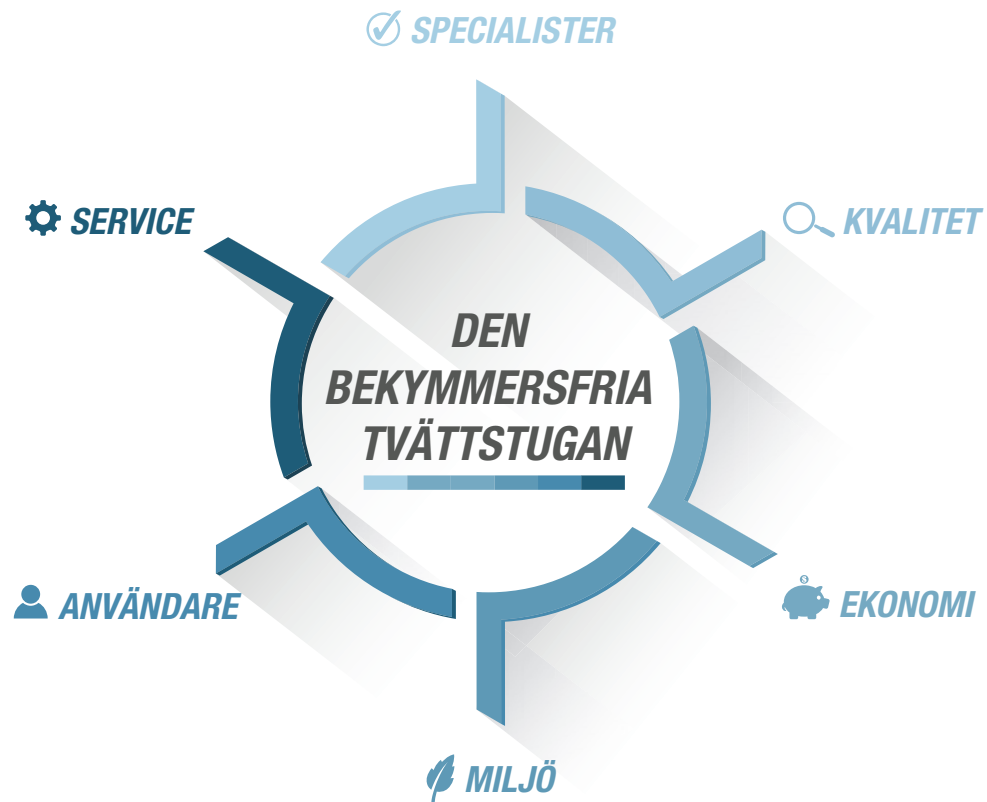 SPECIALISTER
SERVICE
KVALITET
DEN
BEKYMMERSFRIA
TVÄTTSTUGAN
ANVÄNDARE
EKONOMI
MILJÖ